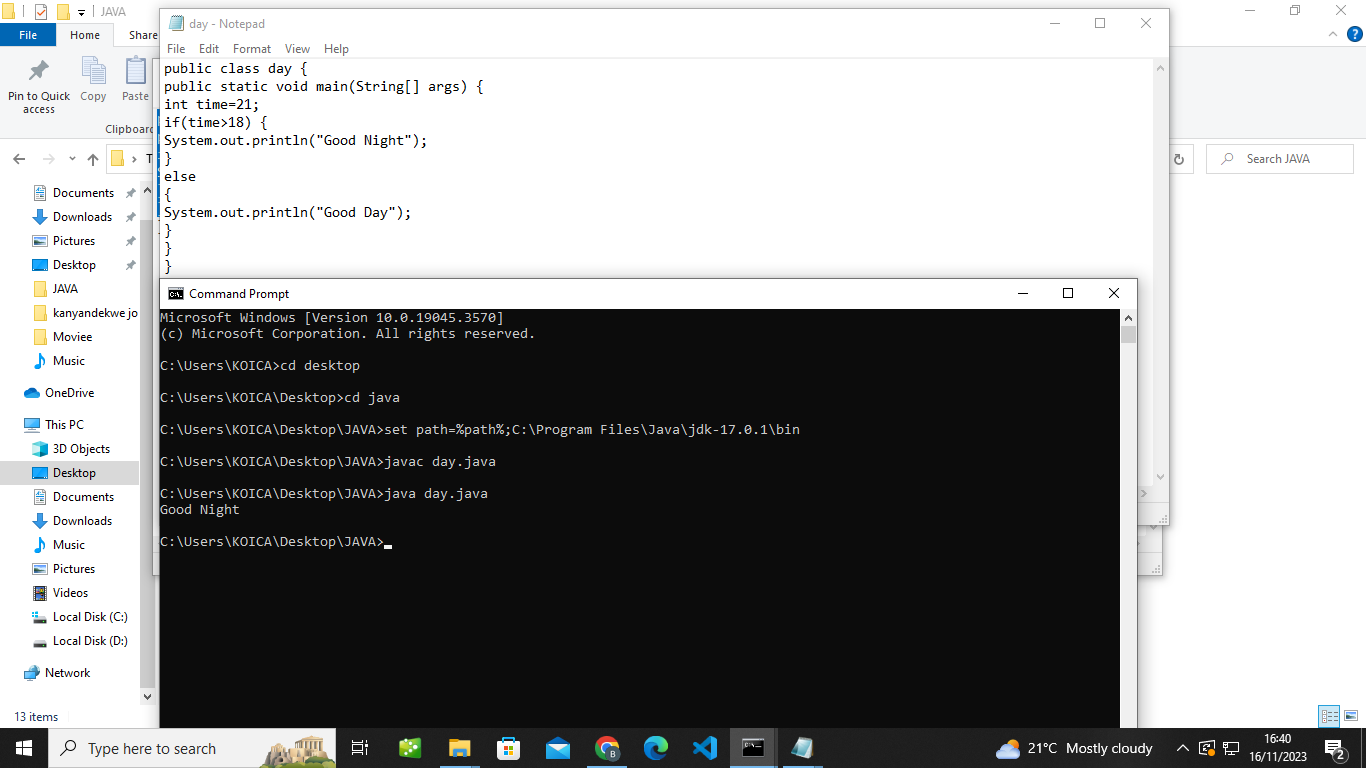 JAVA
File
Home
Share
Pin to Quick
access
Copy
Paste
Clipboard
Search JAVA
Documents
Downloads
Pictures
Desktop
JAVA
kanyandekwe jo
Moviee
Music
OneDrive
This PC
3D Objects
Desktop
Documents
Downloads
Music
Pictures
Videos
Local Disk (C:)
Local Disk (D:)
Network
13 items
day - Notepad
File Edit Format View Help
public class day {
public static void main(String[] args) {
int time=21;
if(time>18) {
System.out.println("Good Night");
}
else
{
System.out.println("Good Day");
}
}
}
Command Prompt
Microsoft Windows [Version 10.0.19045.3570]
(c) Microsoft Corporation. All rights reserved.
C:\Users\KOICA>cd desktop
C:\Users\KOICA\Desktop>cd java
C:\Users\KOICA\Desktop\JAVA>set path=%path%;C:\Program Files\Java\jdk-17.0.1\bin
C:\Users\KOICA\Desktop\JAVA>javac day.java
C:\Users\KOICA\Desktop\JAVA>java day.java
Good Night
C:\Users\KOICA\Desktop\JAVA>
Type here to search
21°C Mostly cloudy
16:40
16/11/2023
2